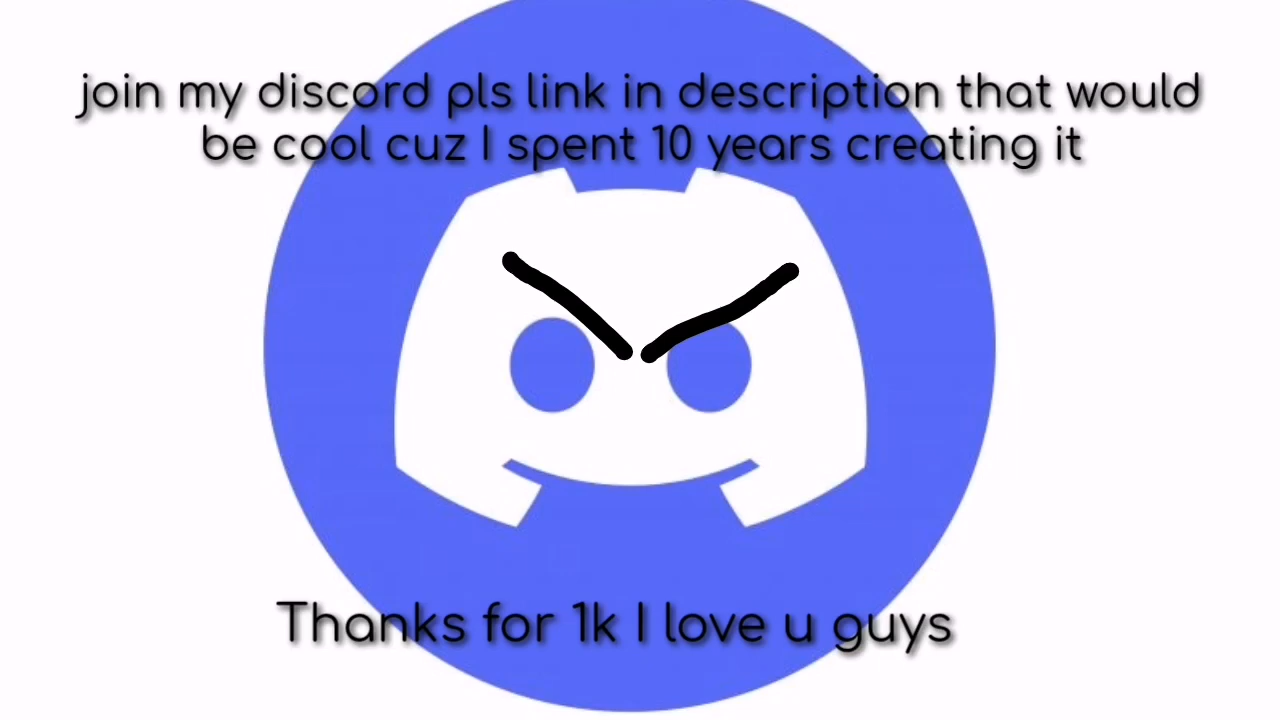 join my discord pls link in description that would
be cool cuz I spent 10 years creating it
Thanks for 1k I love u guys